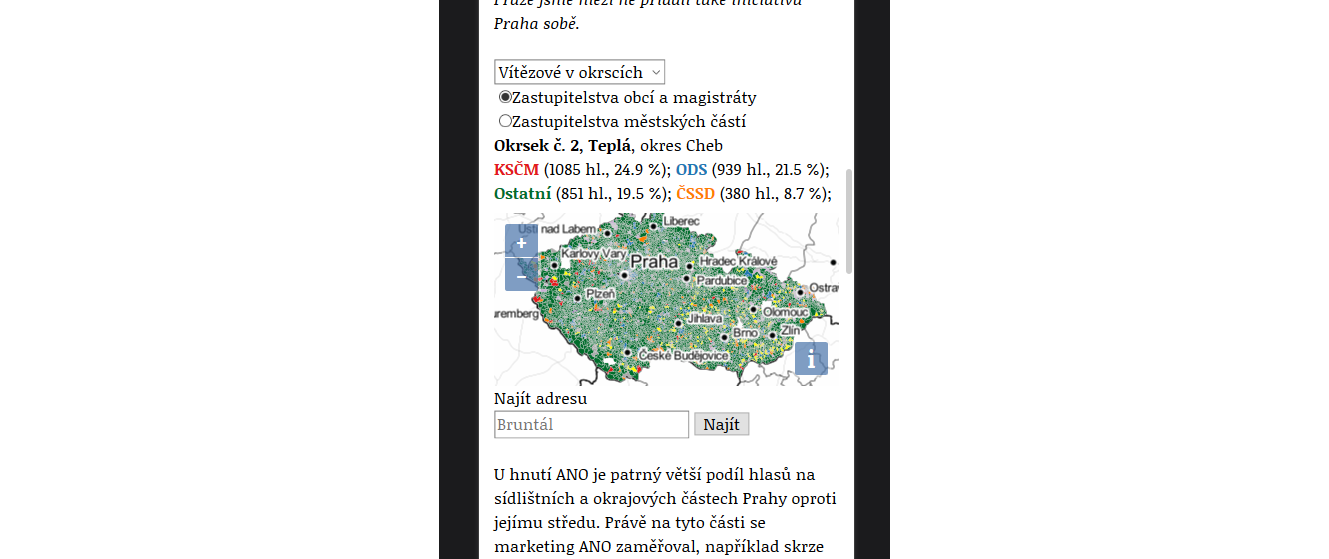 Praha sobě.
Vítězové v okrscích
Zastupitelstva obcí a magistráty
Zastupitelstva městských částí
Okrsek č. 2, Teplá, okres Cheb
KSČM (1085 hl., 24.9 %); ODS (939 hl., 21.5 %);
Ostatní (851 hl., 19.5 %); ČSSD (380 hl., 8.7 %);
Liberec
Ústí nad Labem
+
Karlovy Vary
Praha
Hradec Králové
−
Pardubice
Plzeň
Ostra
uremberg
Olomouc
Jihlava
Brno
Zlín
České Budějovice
i
Najít adresu
Bruntál
Najít
U hnutí ANO je patrný větší podíl hlasů na
sídlištních a okrajových částech Prahy oproti
jejímu středu. Právě na tyto části se
marketing ANO zaměřoval, například skrze